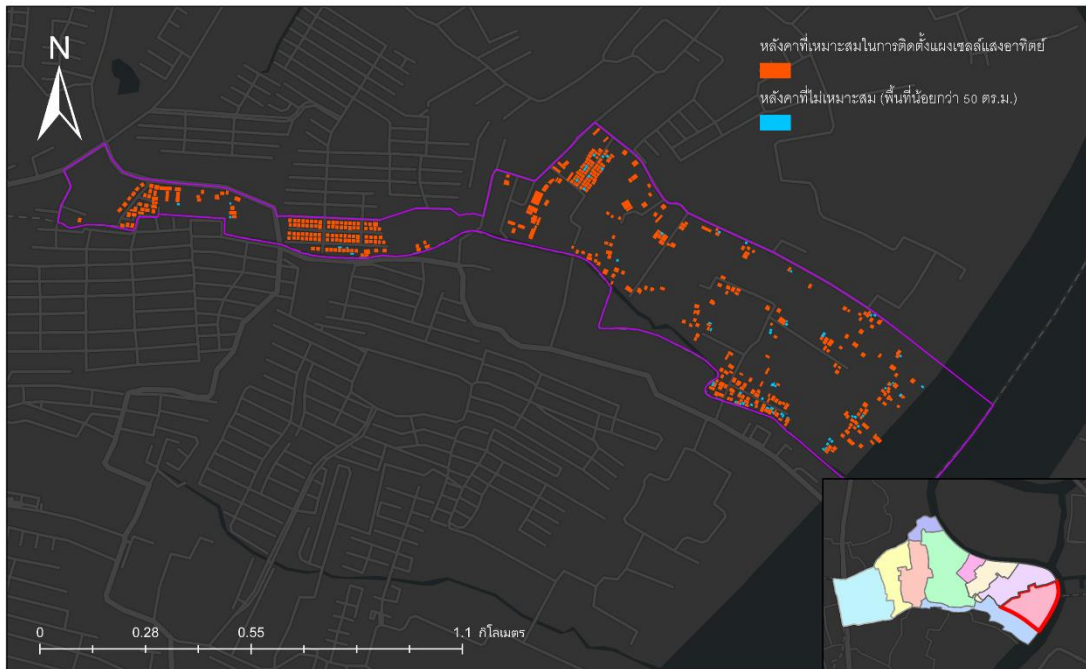 N
หลังคาที่เหมาะสมในการติดตั้งแผงเซลล์แสงอาทิตย์
หลังคาที่ไม่เหมาะสม (พื้นที่น้อยกว่า 50 ตร.ม.)
0 0.28 0.55 1.1 กิโลเมตร